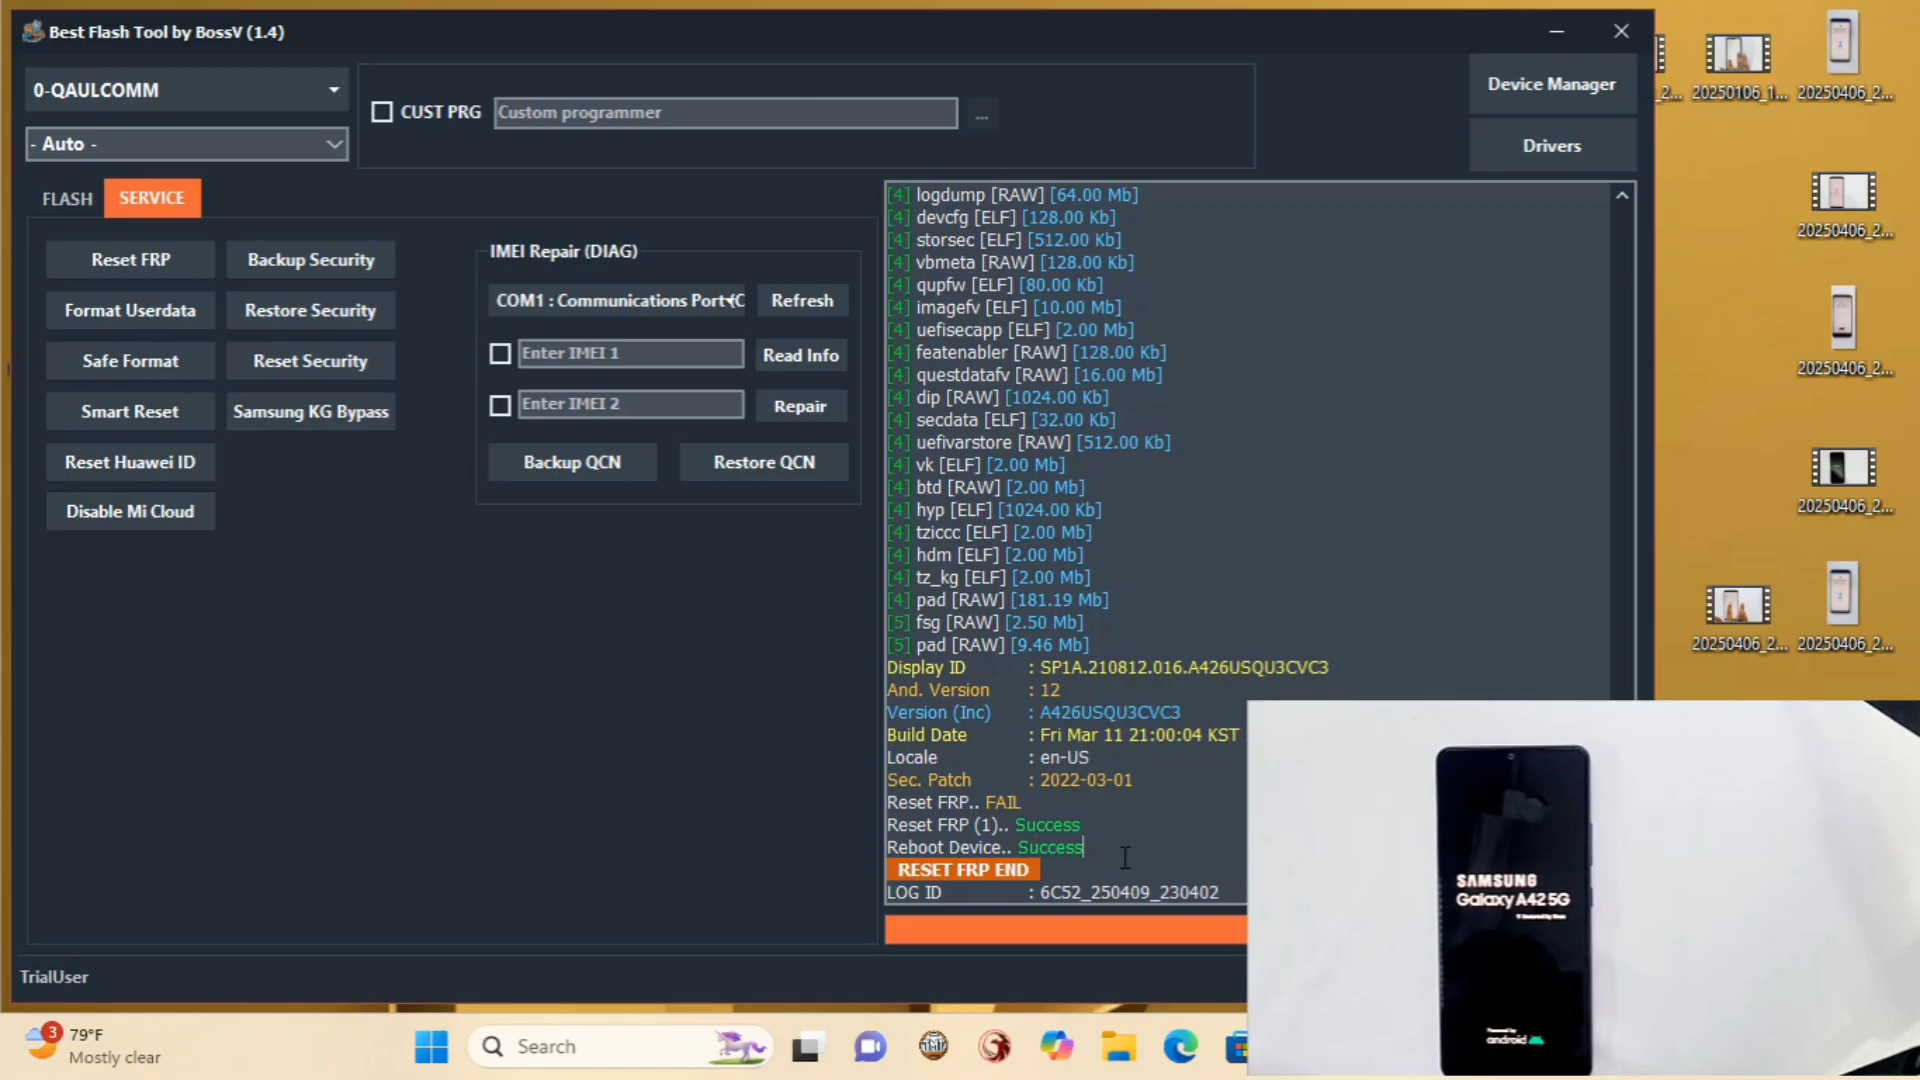 Best Flash Tool by BossV (1.4)
0-QAULCOMM
- Auto -
CUST PRG
Custom programmer
...
Device Manager
Drivers
FLASH
SERVICE
Reset FRP
Backup Security
Format Userdata
Restore Security
Safe Format
Reset Security
Smart Reset
Samsung KG Bypass
Reset Huawei ID
Disable Mi Cloud
IMEI Repair (DIAG)
COM1 : Communications Port (C
Refresh
Enter IMEI 1
Read Info
Enter IMEI 2
Repair
Backup QCN
Restore QCN
[4] logdump [RAW] [64.00 Mb]
[4] devcfg [ELF] [128.00 Kb]
[4] storsec [ELF] [512.00 Kb]
[4] vbmeta [RAW] [128.00 Kb]
[4] qupfw [ELF] [80.00 Kb]
[4] imagefv [ELF] [10.00 Mb]
[4] uefisecapp [ELF] [2.00 Mb]
[4] featenabler [RAW] [128.00 Kb]
[4] questdatafv [RAW] [16.00 Mb]
[4] dip [RAW] [1024.00 Kb]
[4] secdata [ELF] [32.00 Kb]
[4] uefivarstore [RAW] [512.00 Kb]
[4] vk [ELF] [2.00 Mb]
[4] btd [RAW] [2.00 Mb]
[4] hyp [ELF] [1024.00 Kb]
[4] tziccc [ELF] [2.00 Mb]
[4] hdm [ELF] [2.00 Mb]
[4] tz_kg [ELF] [2.00 Mb]
[4] pad [RAW] [181.19 Mb]
[5] fsg [RAW] [2.50 Mb]
[5] pad [RAW] [9.46 Mb]
Display ID : SP1A.210812.016.A426USQU3CVC3
And. Version : 12
Version (Inc) : A426USQU3CVC3
Build Date : Fri Mar 11 21:00:04 KST
Locale : en-US
Sec. Patch : 2022-03-01
Reset FRP.. FAIL
Reset FRP (1).. Success
Reboot Device.. Success
RESET FRP END
LOG ID : 6C52_250409_230402
TrialUser
_2...
20250106_1...
20250406_2...
20250406_2...
20250406_2...
20250406_2...
20250406_2...
20250406_2...
SAMSUNG
Galaxy A42 5G
Powered by
android
3
79°F
Mostly clear
Search